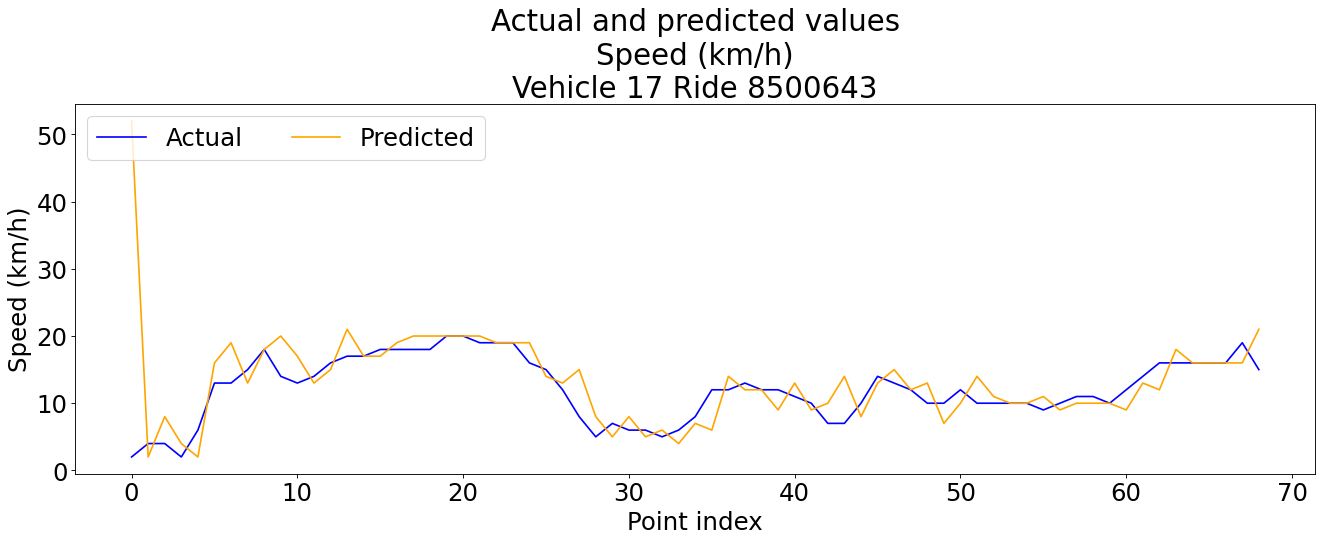 Actual and predicted values
Speed (km/h)
Vehicle 17 Ride 8500643
Actual Predicted
Speed (km/h)
50
40
30
20
10
0
0 10 20 30 40 50 60 70
Point index